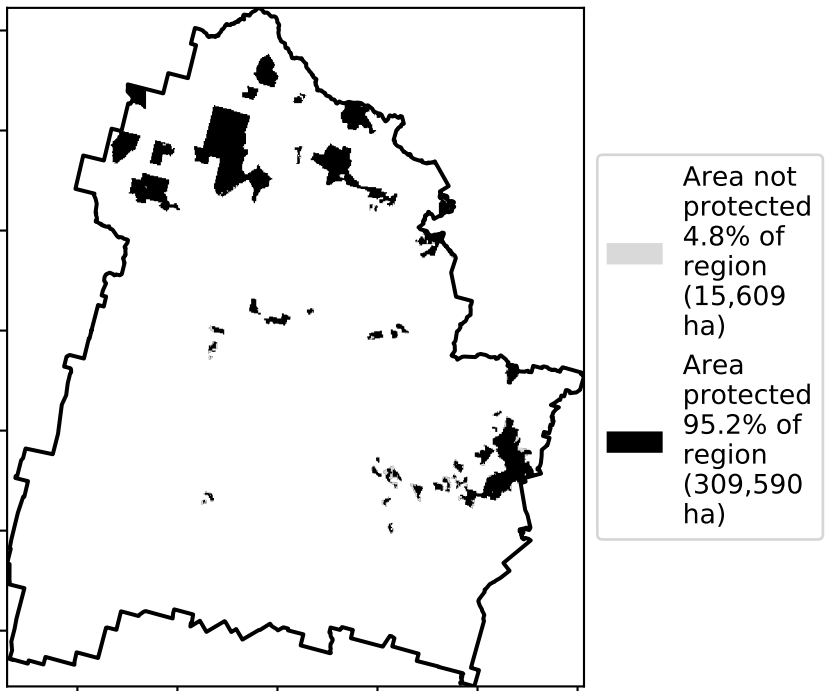 Area not
protected
4.8% of
region
(15,609
ha)
Area
protected
95.2% of
region
(309,590
ha)